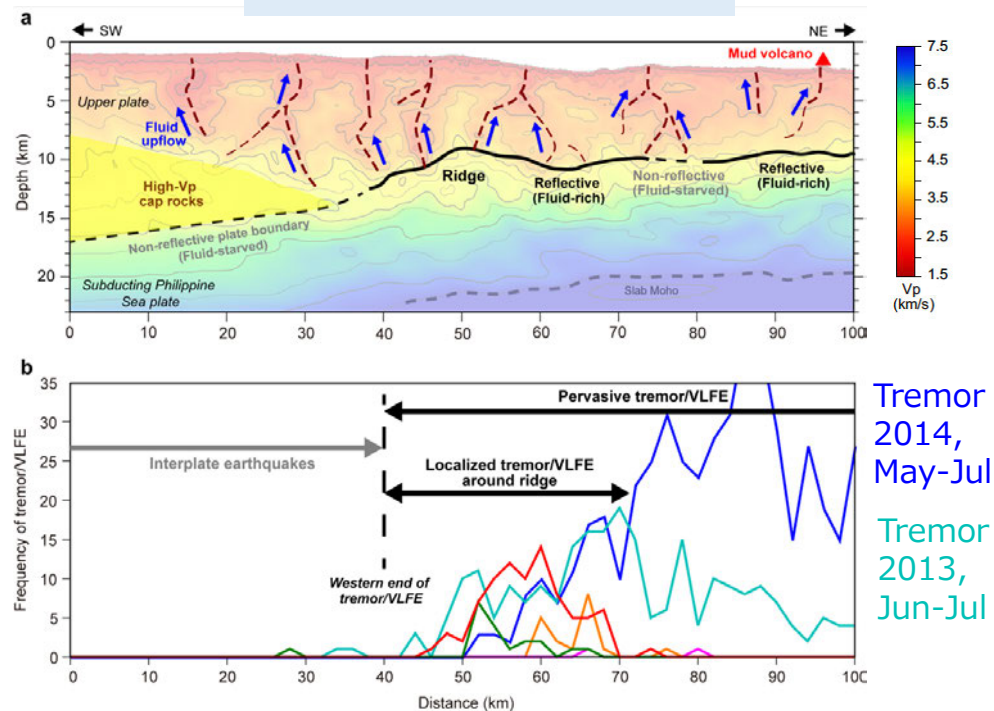 a
SW
NE
Mud volcano
Upper plate
Fluid
upflow
High-Vp
cap rocks
Ridge
Reflective
(Fluid-rich)
Non-reflective
(Fluid-starved)
Reflective
(Fluid-rich)
Non-reflective plate boundary
(Fluid-starved)
Subducting Philippine
Sea plate
Slab Moho
Depth (km)
0
5
10
15
20
0 10 20 30 40 50 60 70 80 90 100
7.5
6.5
5.5
4.5
3.5
2.5
1.5
Vp
(km/s)
b
Pervasive tremor/VLFE
Interplate earthquakes
Localized tremor/VLFE
around ridge
Western end of
tremor/VLFE
Frequency of tremor/VLFE
35
30
25
20
15
10
5
0
0 10 20 30 40 50 60 70 80 90 100
Distance (km)
Tremor
2014,
May-Jul
Tremor
2013,
Jun-Jul